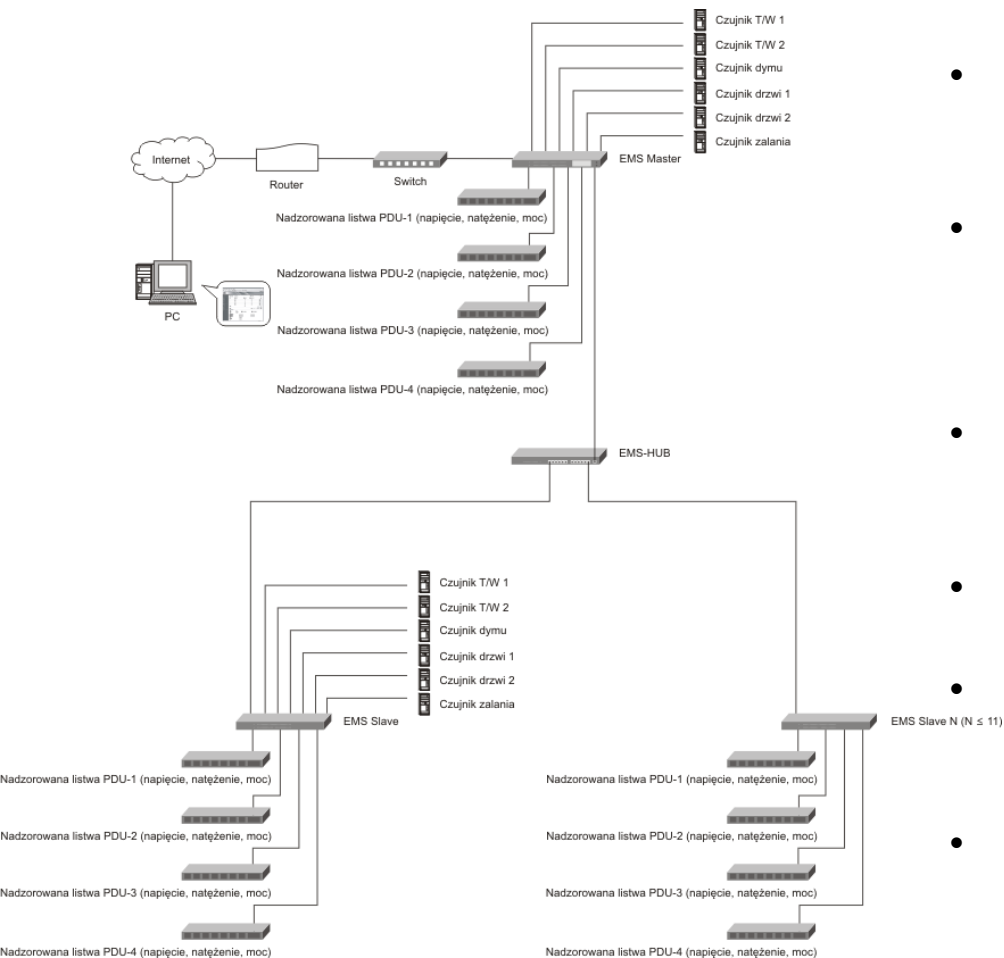 Czujnik T/W 1
Czujnik T/W 2
Czujnik dymu
Czujnik drzwi 1
Czujnik drzwi 2
Czujnik zalania
Internet
Router
Switch
EMS Master
Nadzorowana listwa PDU-1 (napięcie, natężenie, moc)
Nadzorowana listwa PDU-2 (napięcie, natężenie, moc)
PC
Nadzorowana listwa PDU-3 (napięcie, natężenie, moc)
Nadzorowana listwa PDU-4 (napięcie, natężenie, moc)
EMS-HUB
Czujnik T/W 1
Czujnik T/W 2
Czujnik dymu
Czujnik drzwi 1
Czujnik drzwi 2
Czujnik zalania
EMS Slave
Nadzorowana listwa PDU-1 (napięcie, natężenie, moc)
Nadzorowana listwa PDU-2 (napięcie, natężenie, moc)
Nadzorowana listwa PDU-3 (napięcie, natężenie, moc)
Nadzorowana listwa PDU-4 (napięcie, natężenie, moc)
EMS Slave N (N ≤ 11)
Nadzorowana listwa PDU-1 (napięcie, natężenie, moc)
Nadzorowana listwa PDU-2 (napięcie, natężenie, moc)
Nadzorowana listwa PDU-3 (napięcie, natężenie, moc)
Nadzorowana listwa PDU-4 (napięcie, natężenie, moc)